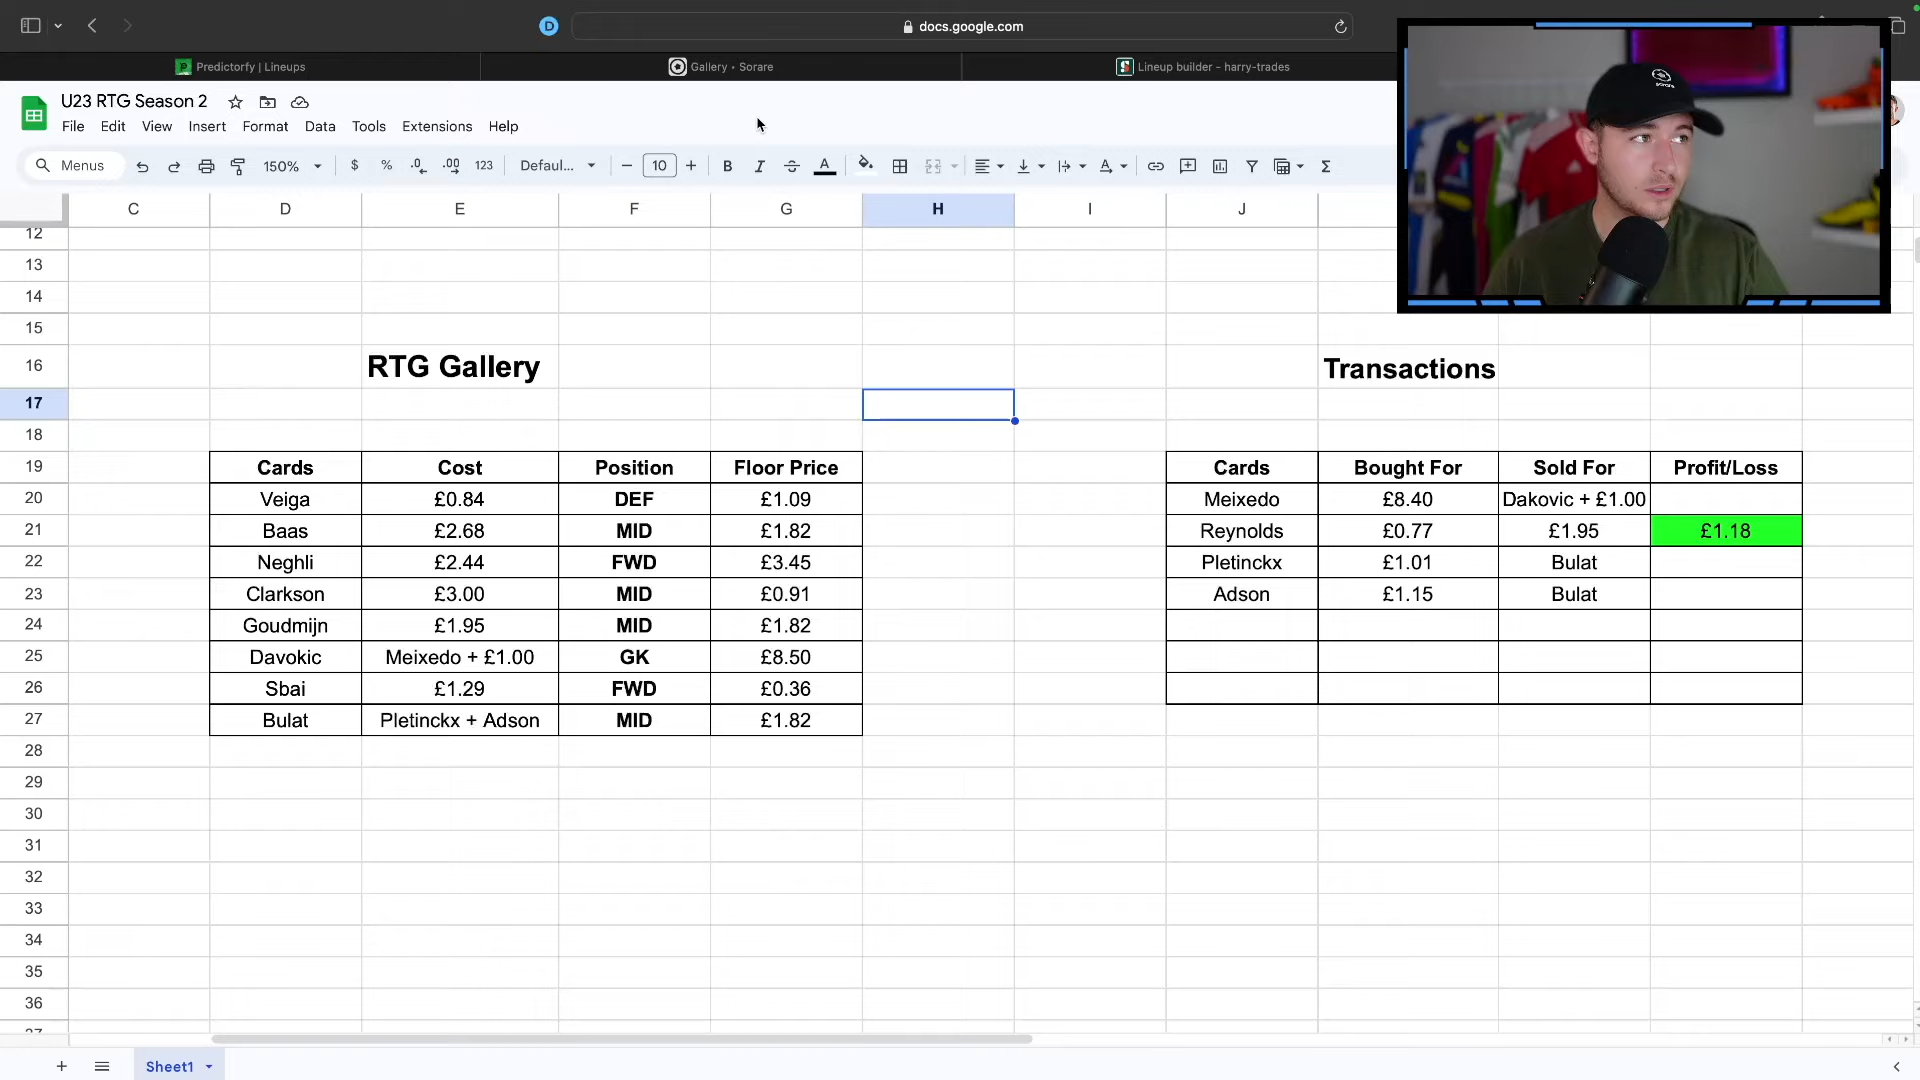 docs.google.com
Predictorfy | Lineups
Gallery • Sorare
Lineup builder - harry-trades
U23 RTG Season 2
File Edit View Insert Format Data Tools Extensions Help
Menus 150% $ % .0 .00 123 Defaul... 10 B I A
C D E F G H I J
12
13
14
15
16 RTG Gallery Transactions
17
18
19 Cards Cost Position Floor Price Cards Bought For Sold For Profit/Loss
20 Veiga £0.84 DEF £1.09 Meixedo £8.40 Dakovic + £1.00
21 Baas £2.68 MID £1.82 Reynolds £0.77 £1.95 £1.18
22 Neghli £2.44 FWD £3.45 Pletinckx £1.01 Bulat
23 Clarkson £3.00 MID £0.91 Adson £1.15 Bulat
24 Goudmijn £1.95 MID £1.82
25 Davokic Meixedo + £1.00 GK £8.50
26 Sbai £1.29 FWD £0.36
27 Bulat Pletinckx + Adson MID £1.82
28
29
30
31
32
33
34
35
36
Sheet1